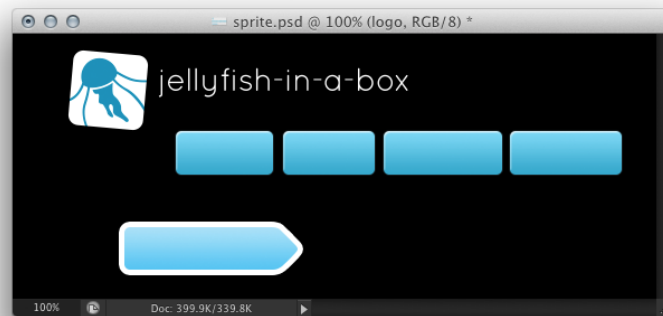 sprite.psd @ 100% (logo, RGB/8) *
jellyfish-in-a-box
100%
Doc: 399.9K/339.8K